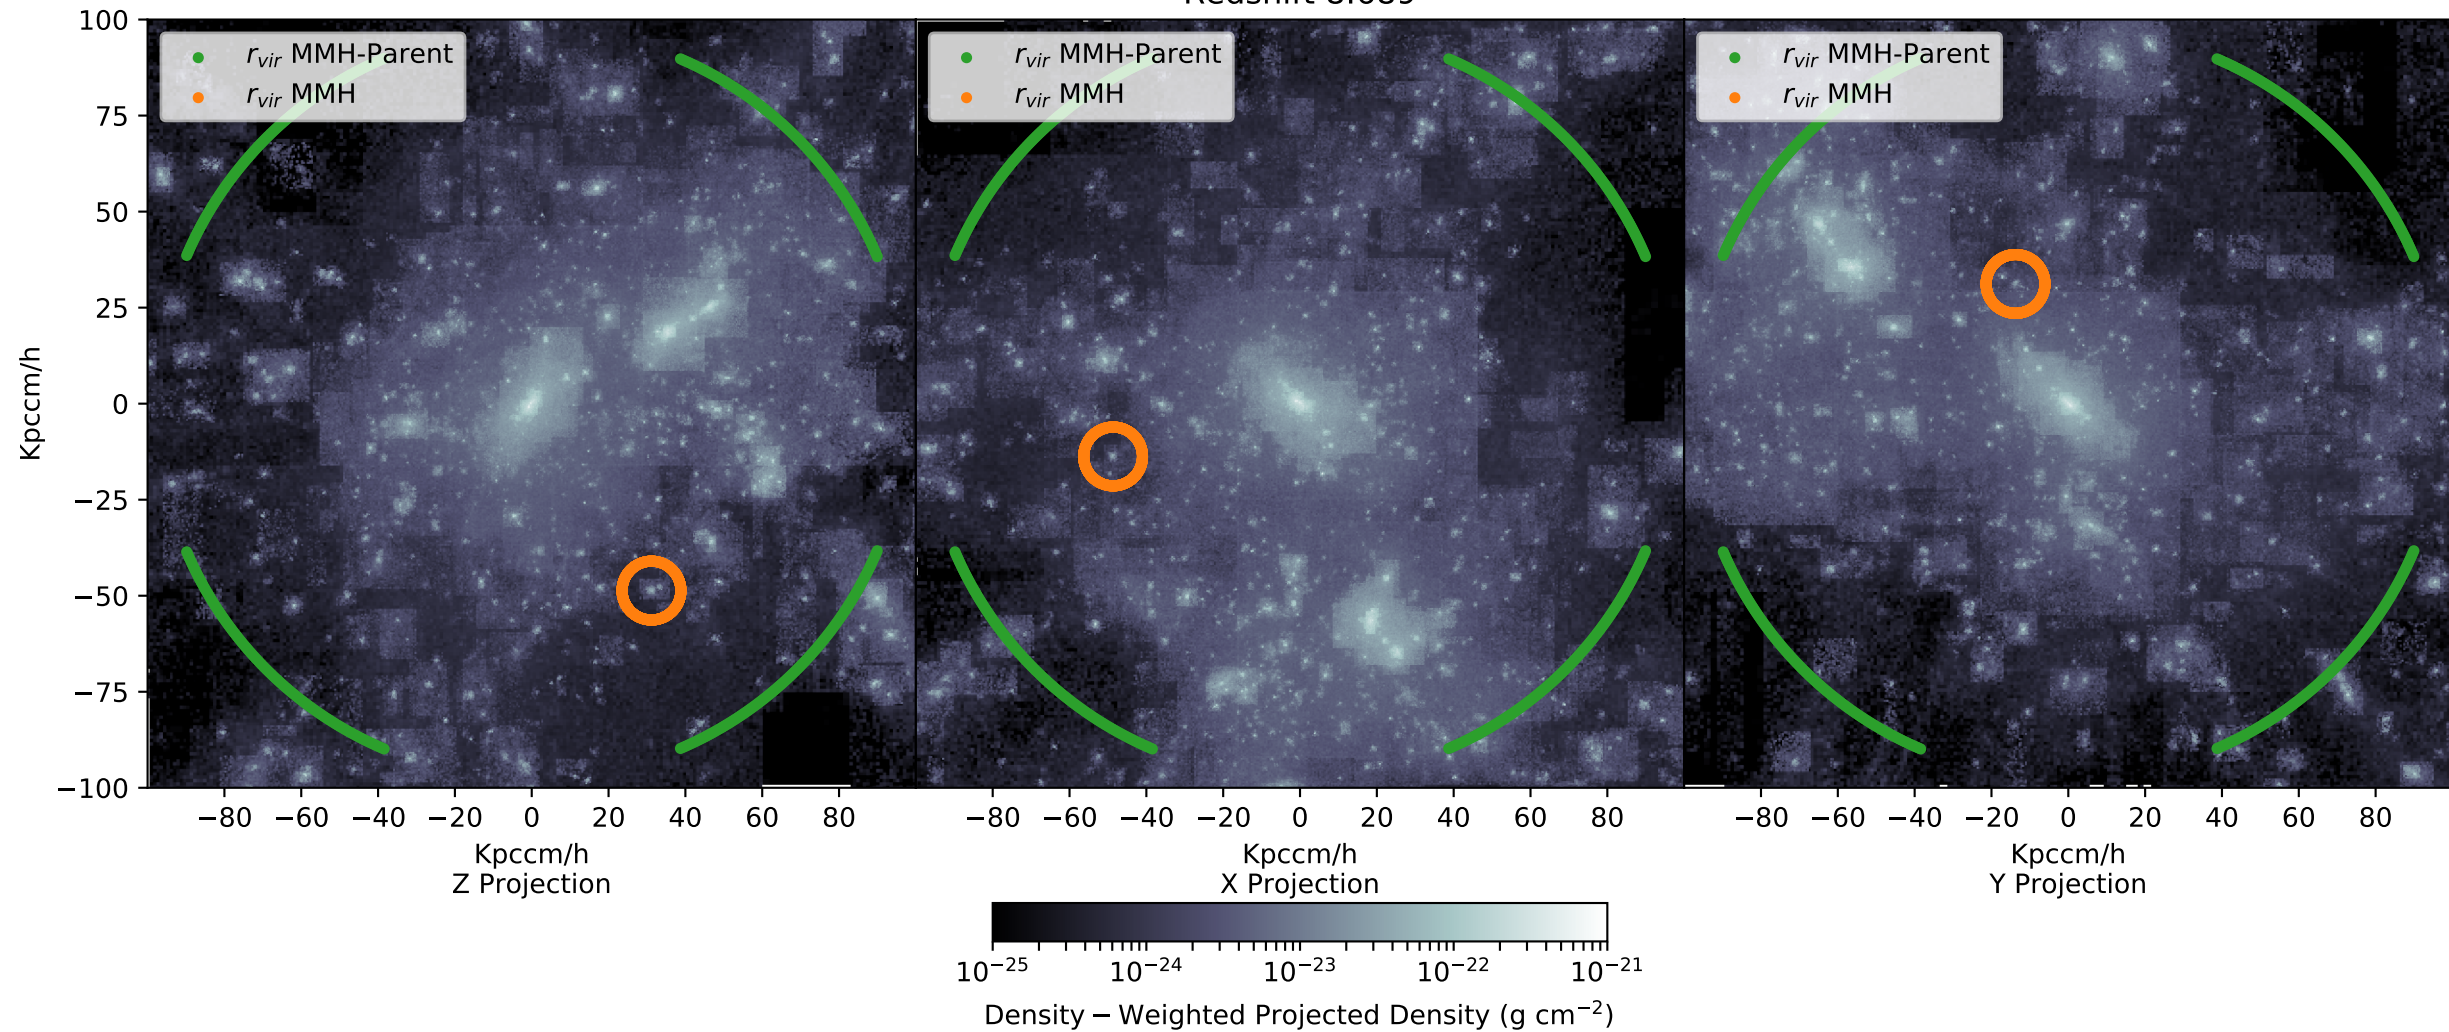 Redshift 8.089
r_vir MMH-Parent
r_vir MMH
r_vir MMH-Parent
r_vir MMH
r_vir MMH-Parent
r_vir MMH
100
75
50
25
0
−25
−50
−75
−100
Kpccm/h
−80 −60 −40 −20 0 20 40 60 80
−80 −60 −40 −20 0 20 40 60 80
−80 −60 −40 −20 0 20 40 60 80
Kpccm/h
Z Projection
Kpccm/h
X Projection
Kpccm/h
Y Projection
10^−25 10^−24 10^−23 10^−22 10^−21
Density − Weighted Projected Density (g cm^−2)